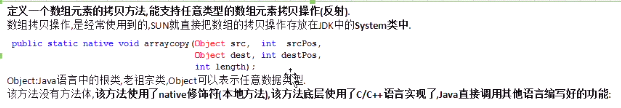 定义一个数组元素的拷贝方法,能支持任意类型的数组元素拷贝操作(反射).
数组拷贝操作,是经常使用到的,SUN就直接把数组的拷贝操作存放在JDK中的System类中.
public static native void arraycopy(Object src, int srcPos,
Object dest, int destPos,
int length);
Object:Java语言中的根类,老祖宗类,Object可以表示任意数据类型.
该方法没有方法体,该方法使用了native修饰符(本地方法),该方法底层使用了C/C++语言实现了,Java直接调用其他语言编写好的功能: